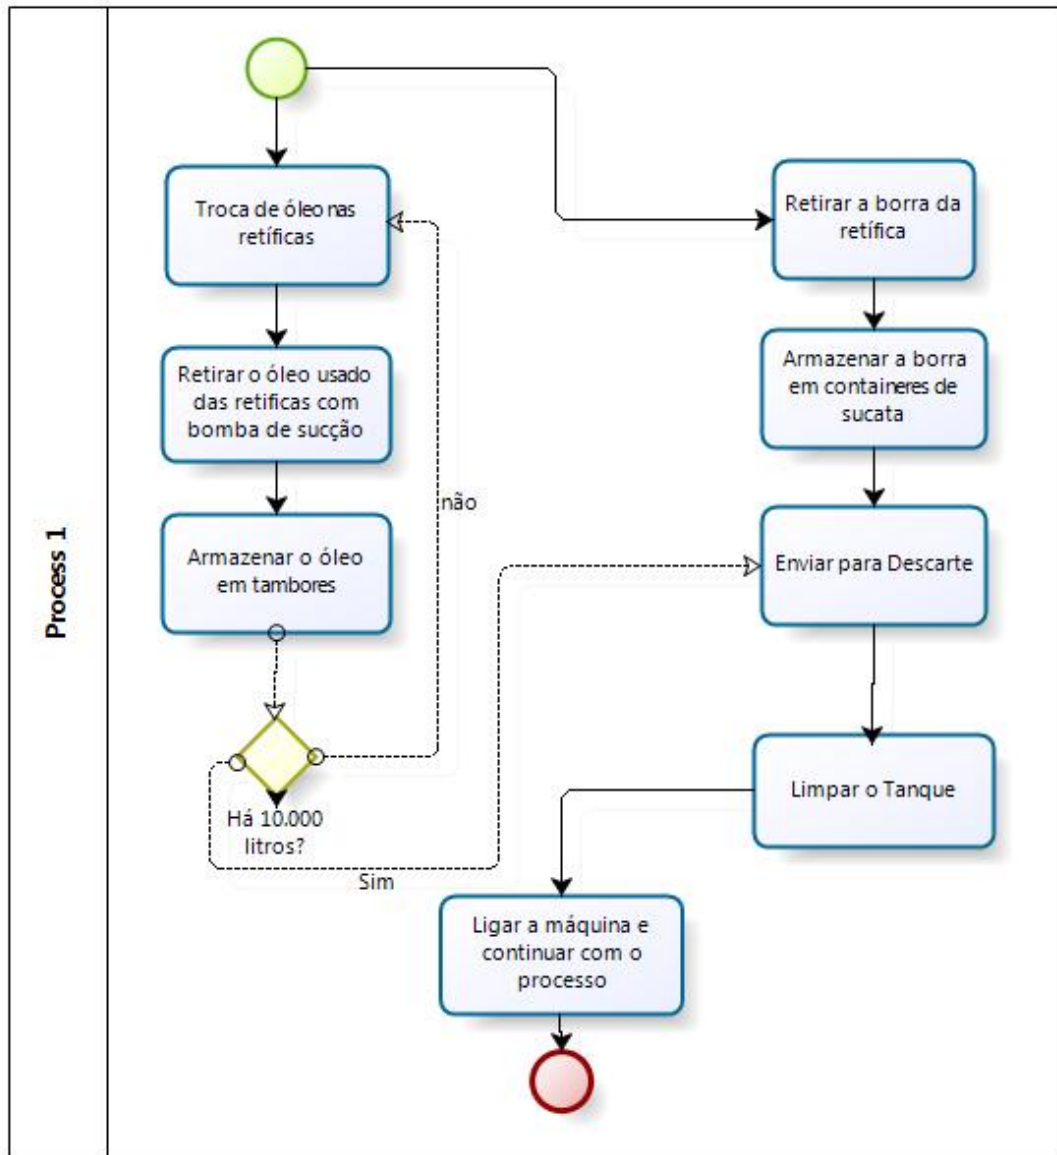 Process 1
Troca de óleo nas
retíficas
Retirar o óleo usado
das retificas com
bomba de sucção
Armazenar o óleo
em tambores
não
Há 10.000
litros?
Sim
Retirar a borra da
retífica
Armazenar a borra
em containeres de
sucata
Enviar para Descarte
Limpar o Tanque
Ligar a máquina e
continuar com o
processo